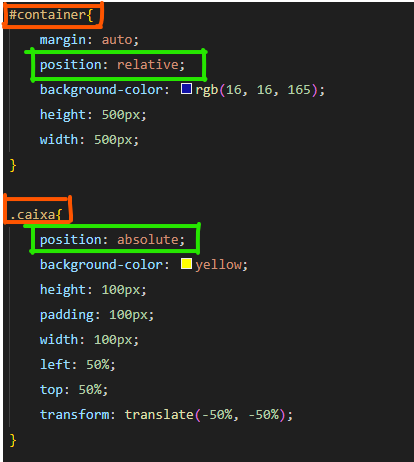 #container{
margin: auto;
position: relative;
background-color: rgb(16, 16, 165);
height: 500px;
width: 500px;
}
.caixa{
position: absolute;
background-color: yellow;
height: 100px;
padding: 100px;
width: 100px;
left: 50%;
top: 50%;
transform: translate(-50%, -50%);
}